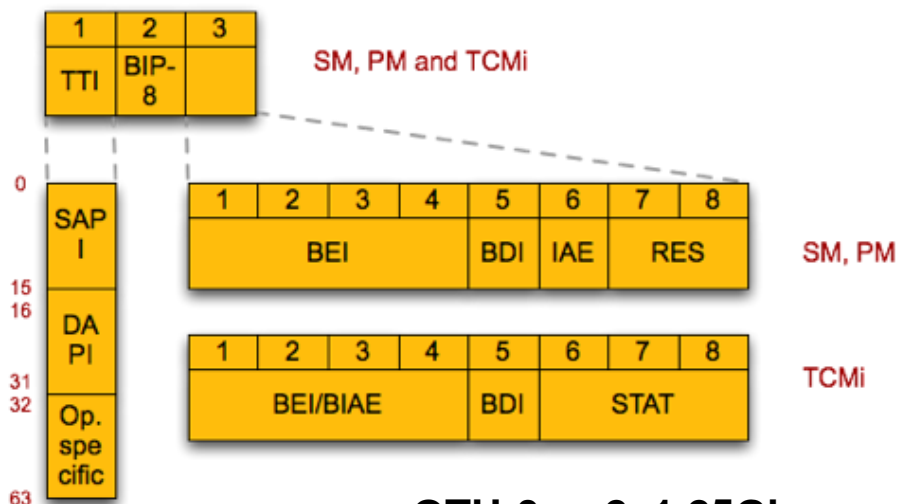 1 2 3
TTI BIP-
8
SM, PM and TCMi
0
SAP
I
15
16
DA
PI
31
32
Op.
spe
cific
63
1 2 3 4 5 6 7 8
BEI BDI IAE RES
SM, PM
1 2 3 4 5 6 7 8
BEI/BIAE BDI STAT
TCMi